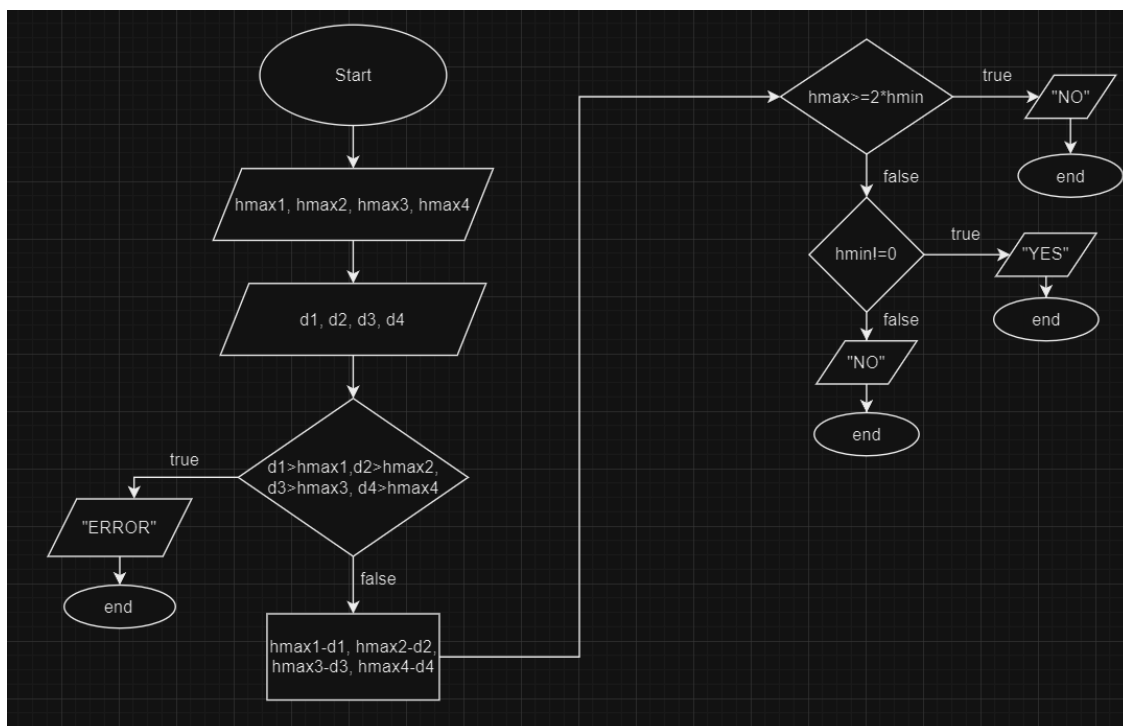 Start
hmax1, hmax2, hmax3, hmax4
d1, d2, d3, d4
d1>hmax1,d2>hmax2,
d3>hmax3, d4>hmax4
true
"ERROR"
end
false
hmax1-d1, hmax2-d2,
hmax3-d3, hmax4-d4
hmax>=2*hmin
true
"NO"
end
false
hmin!=0
true
"YES"
end
false
"NO"
end